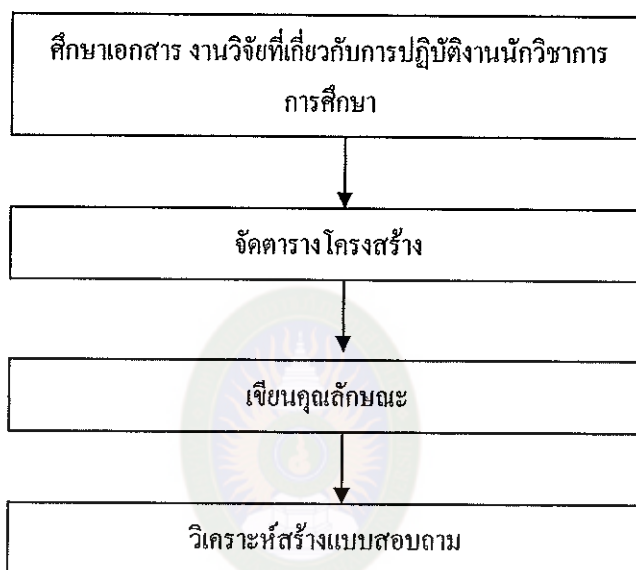 ศึกษาเอกสาร งานวิจัยที่เกี่ยวกับการปฏิบัติงานนักวิชาการ
การศึกษา
จัดตารางโครงสร้าง
เขียนคุณลักษณะ
วิเคราะห์สร้างแบบสอบถาม